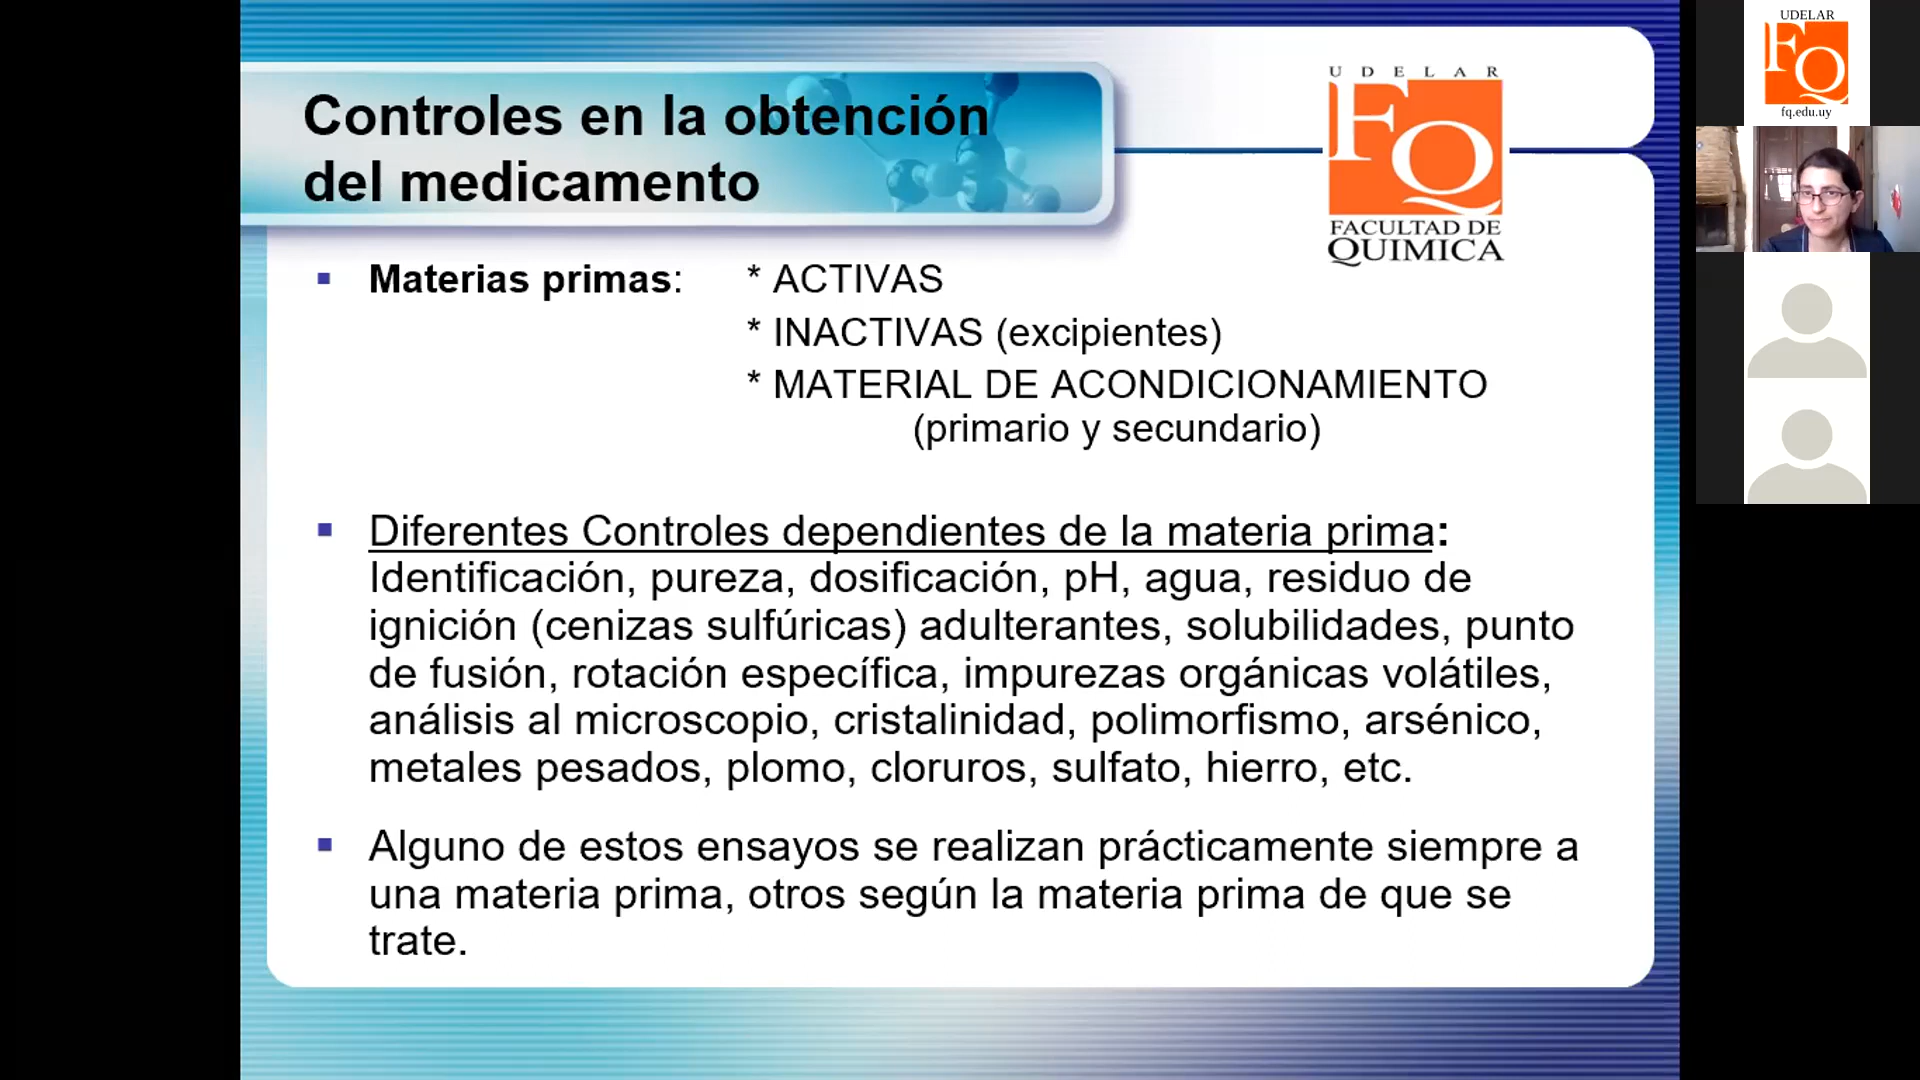 Controles en la obtención
del medicamento
UDELAR
FQ
FACULTAD DE
QUIMICA
▪ Materias primas: * ACTIVAS
* INACTIVAS (excipientes)
* MATERIAL DE ACONDICIONAMIENTO
(primario y secundario)
▪ Diferentes Controles dependientes de la materia prima:
Identificación, pureza, dosificación, pH, agua, residuo de
ignición (cenizas sulfúricas) adulterantes, solubilidades, punto
de fusión, rotación específica, impurezas orgánicas volátiles,
análisis al microscopio, cristalinidad, polimorfismo, arsénico,
metales pesados, plomo, cloruros, sulfato, hierro, etc.
▪ Alguno de estos ensayos se realizan prácticamente siempre a
una materia prima, otros según la materia prima de que se
trate.
UDELAR
FQ
fq.edu.uy